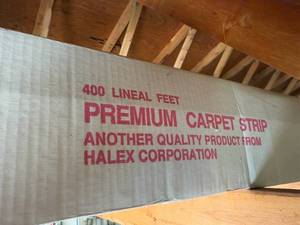 400 LINEAL FEET
PREMIUM CARPET STRIP
ANOTHER QUALITY PRODUCT FROM
HALEX CORPORATION